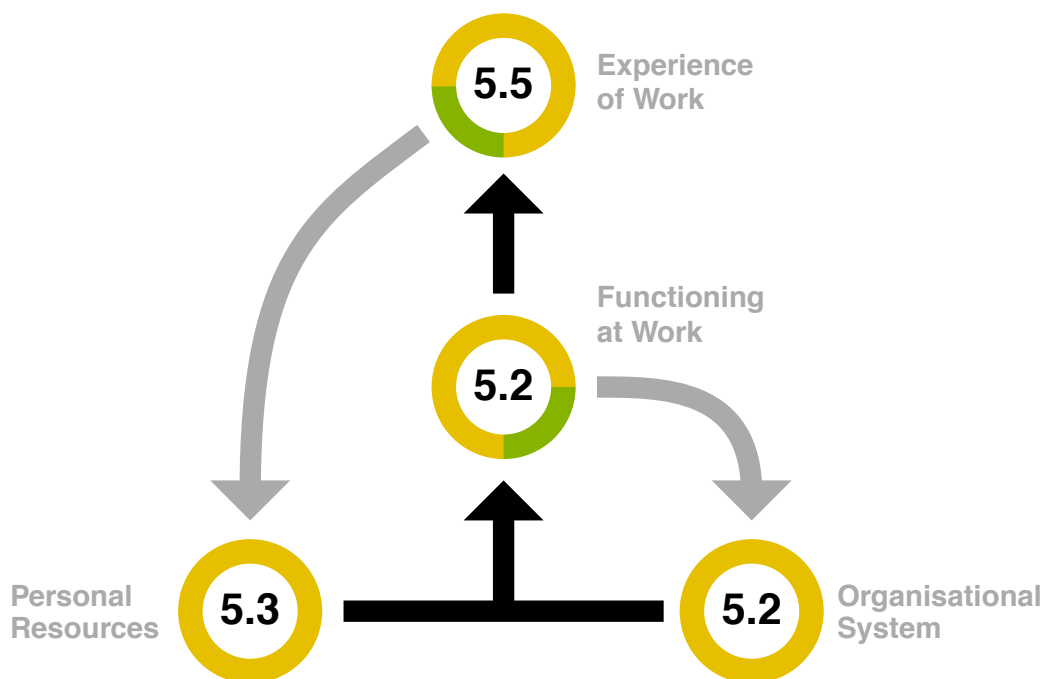 5.5
Experience
of Work
Functioning
at Work
5.2
Personal
Resources
5.3
5.2
Organisational
System